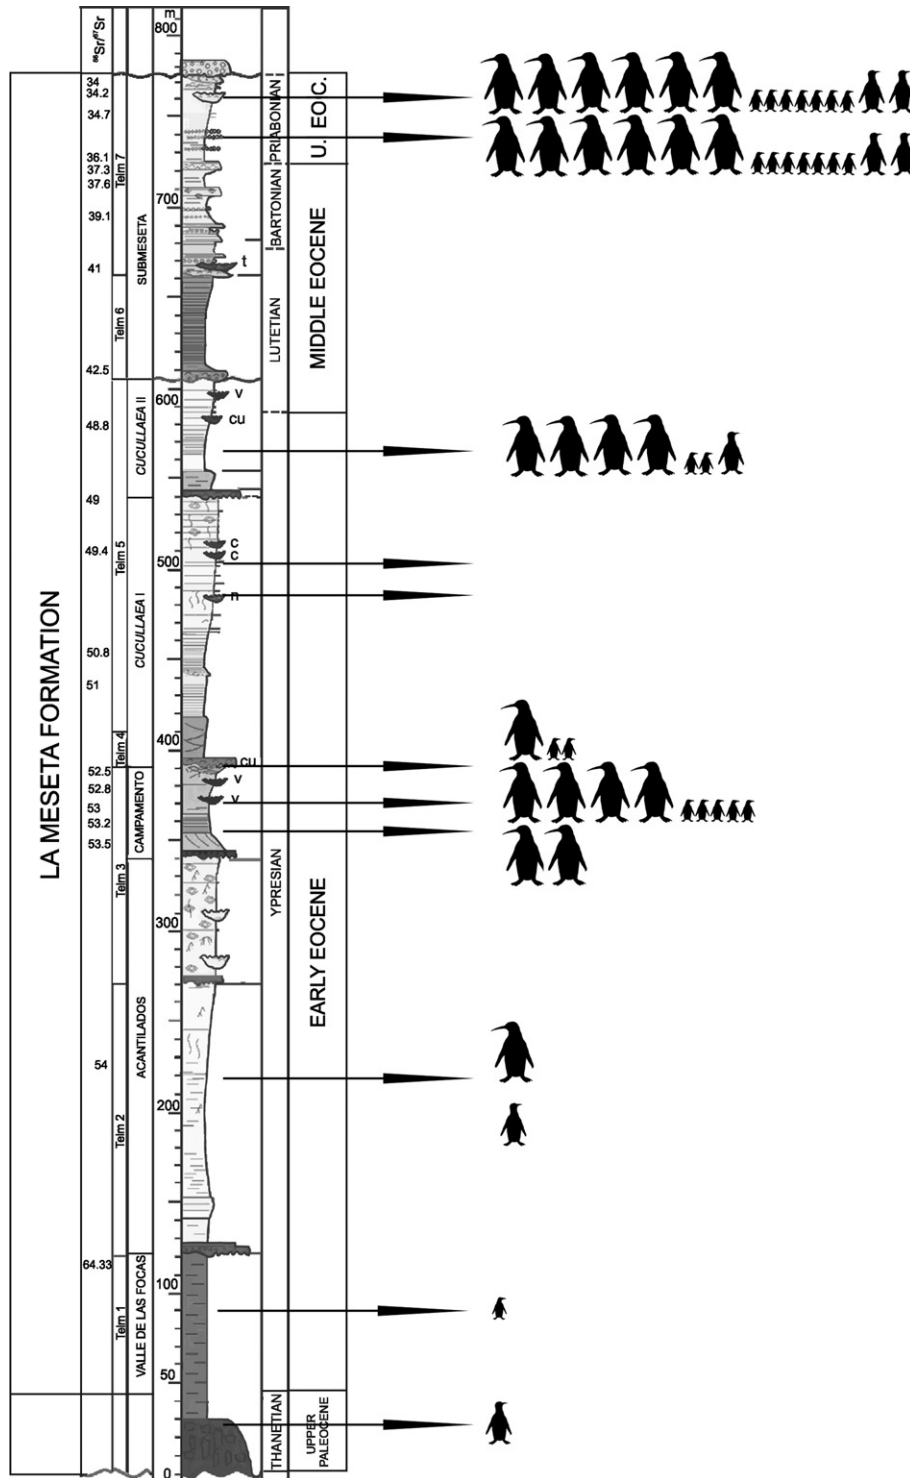 ⁸⁶Sr/⁸⁷Sr
m
800
700
600
500
400
300
200
100
50
0
34
34.2
34.7
36.1
37.3
37.6
39.1
41
42.5
48.8
49
49.4
50.8
51
52.5
52.8
53
53.2
53.5
54
64.33
LA MESETA FORMATION
Telm 7
Telm 6
Telm 5
Telm 4
Telm 3
Telm 2
Telm 1
SUBMESETA
CUCULLAEA II
CUCULLAEA I
CAMPAMENTO
ACANTILADOS
VALLE DE LAS FOCAS
t
v
cu
c
c
n
cu
v
v
PRIABONIAN
BARTONIAN
LUTETIAN
YPRESIAN
THANETIAN
U. EOC.
MIDDLE EOCENE
EARLY EOCENE
UPPER
PALEOCENE